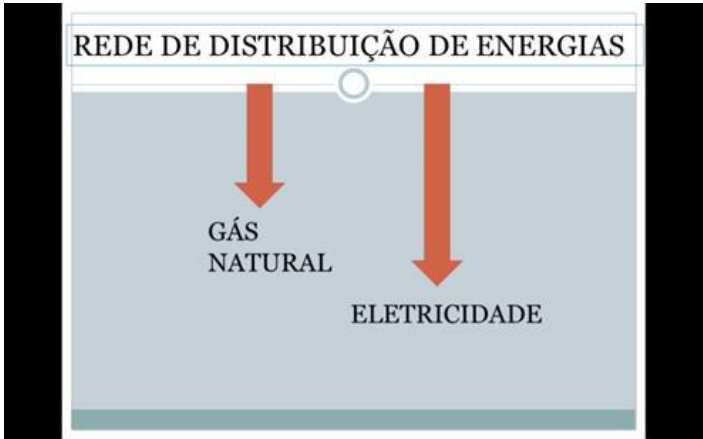 REDE DE DISTRIBUIÇÃO DE ENERGIAS
GÁS
NATURAL
ELETRICIDADE